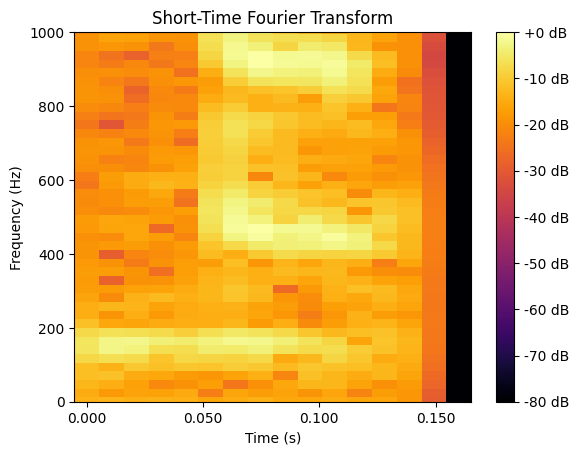 Short-Time Fourier Transform
1000
800
600
400
200
0
Frequency (Hz)
0.000
0.050
0.100
0.150
Time (s)
+0 dB
-10 dB
-20 dB
-30 dB
-40 dB
-50 dB
-60 dB
-70 dB
-80 dB